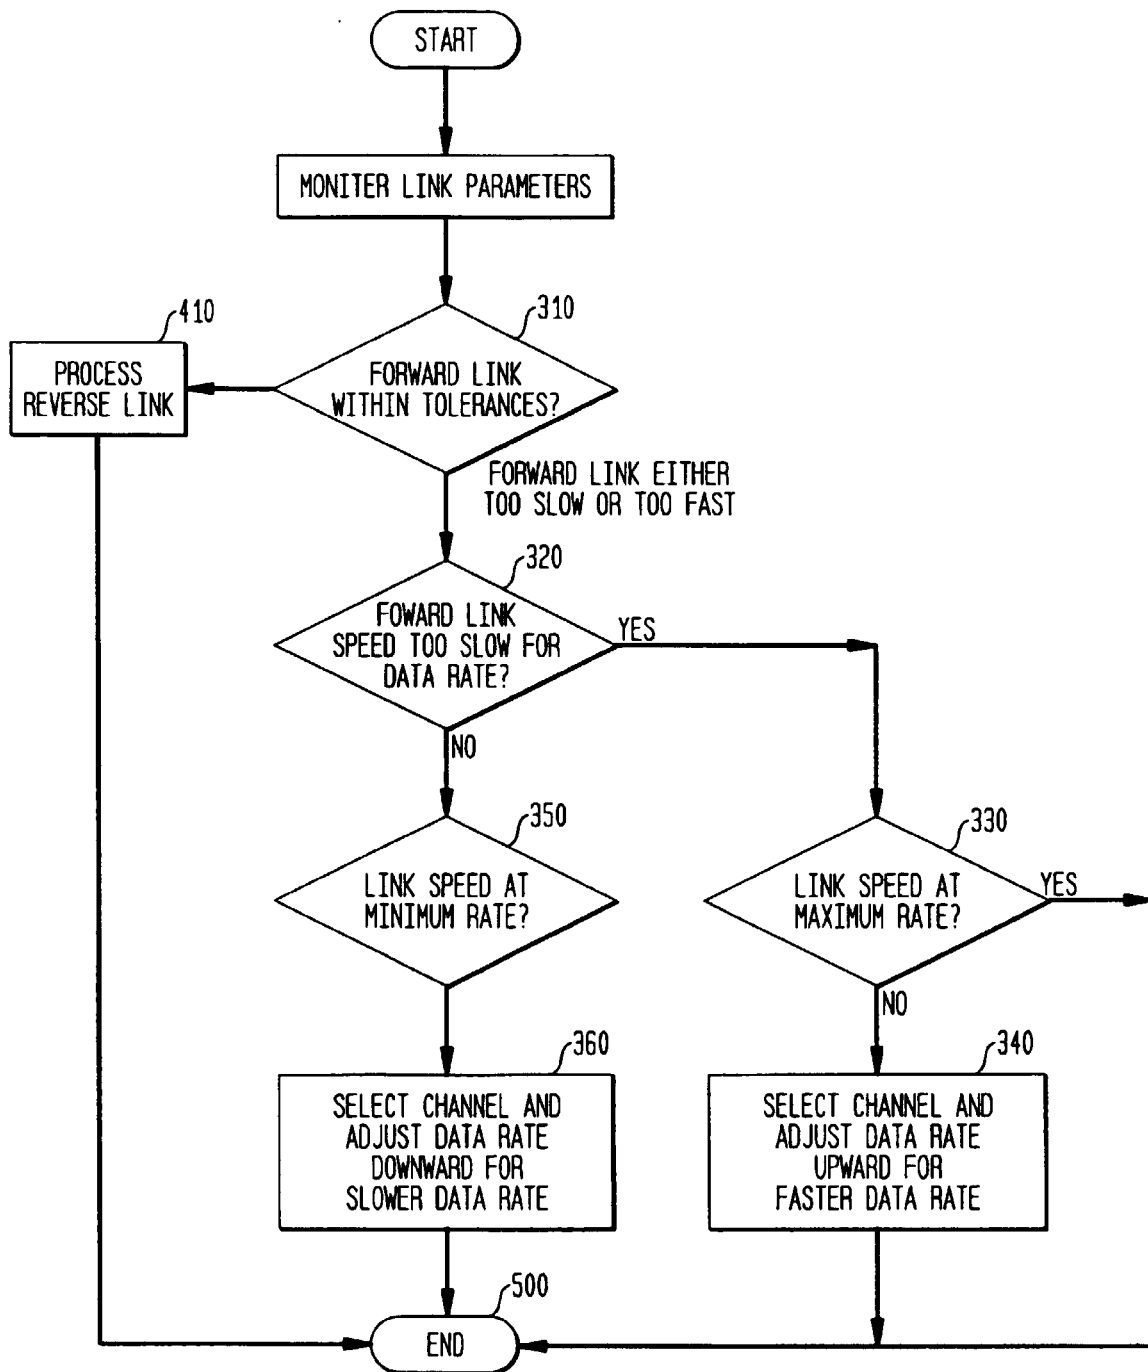 START
MONITER LINK PARAMETERS
310
410
FORWARD LINK
WITHIN TOLERANCES?
PROCESS
REVERSE LINK
FORWARD LINK EITHER
TOO SLOW OR TOO FAST
320
FOWARD LINK
SPEED TOO SLOW FOR
DATA RATE?
YES
NO
350
330
LINK SPEED AT
MINIMUM RATE?
LINK SPEED AT
MAXIMUM RATE?
YES
NO
360
340
SELECT CHANNEL AND
ADJUST DATA RATE
DOWNWARD FOR
SLOWER DATA RATE
SELECT CHANNEL AND
ADJUST DATA RATE
UPWARD FOR
FASTER DATA RATE
500
END